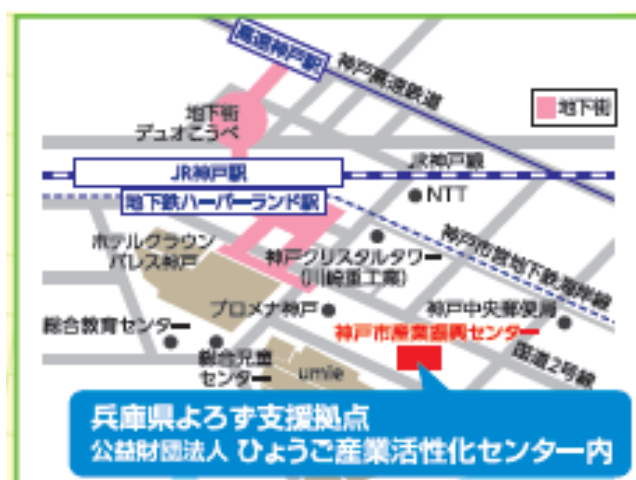 高速神戸駅
神戸高速鉄道
地下街
地下街
デュオこうべ
JR神戸駅
JR神戸線
地下鉄ハーバーランド駅
NTT
神戸市営地下鉄海岸線
ホテルクラウン
パレス神戸
神戸クリスタルタワー
(川崎重工業)
プロメナ神戸
神戸中央郵便局
総合教育センター
神戸市産業振興センター
国道2号線
総合児童
センター
umie
兵庫県よろず支援拠点
公益財団法人 ひょうご産業活性化センター内